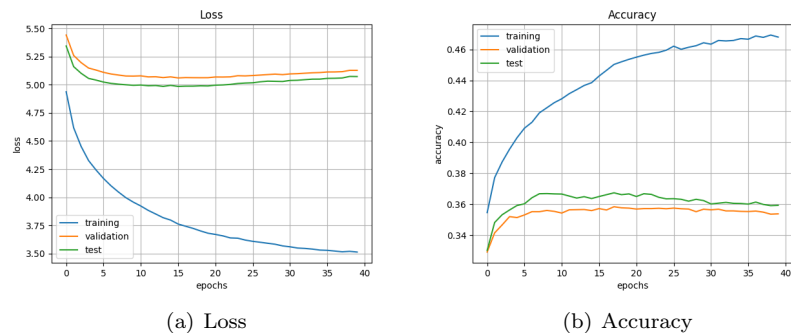 Loss
5.50
5.25
5.00
4.75
4.50
4.25
4.00
3.75
3.50
loss
training
validation
test
0 5 10 15 20 25 30 35 40
epochs
(a) Loss
Accuracy
0.46
0.44
0.42
0.40
0.38
0.36
0.34
accuracy
training
validation
test
0 5 10 15 20 25 30 35 40
epochs
(b) Accuracy